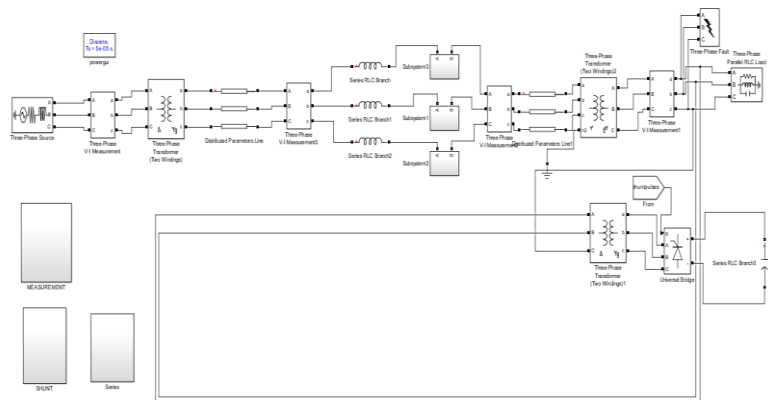 Discrete,
Ts = 5e-05 s.
powergui
Three-Phase Source
Three-Phase
V-I Measurement
Three-Phase
Transformer
(Two Windings)
Distributed Parameters Line
Three-Phase
V-I Measurement3
Series RLC Branch
Series RLC Branch1
Series RLC Branch2
Subsystem3
Subsystem1
Subsystem2
Three-Phase
Distributed Parameters Line1
Three-Phase
Transformer
(Two Windings)2
Three-Phase
V-I Measurement1
Three-Phase Fault
Three-Phase
Parallel RLC Load
From
Three-Phase
Transformer
(Two Windings)1
Universal Bridge
Series RLC Branch3
MEASUREMENT
SHUNT
Series